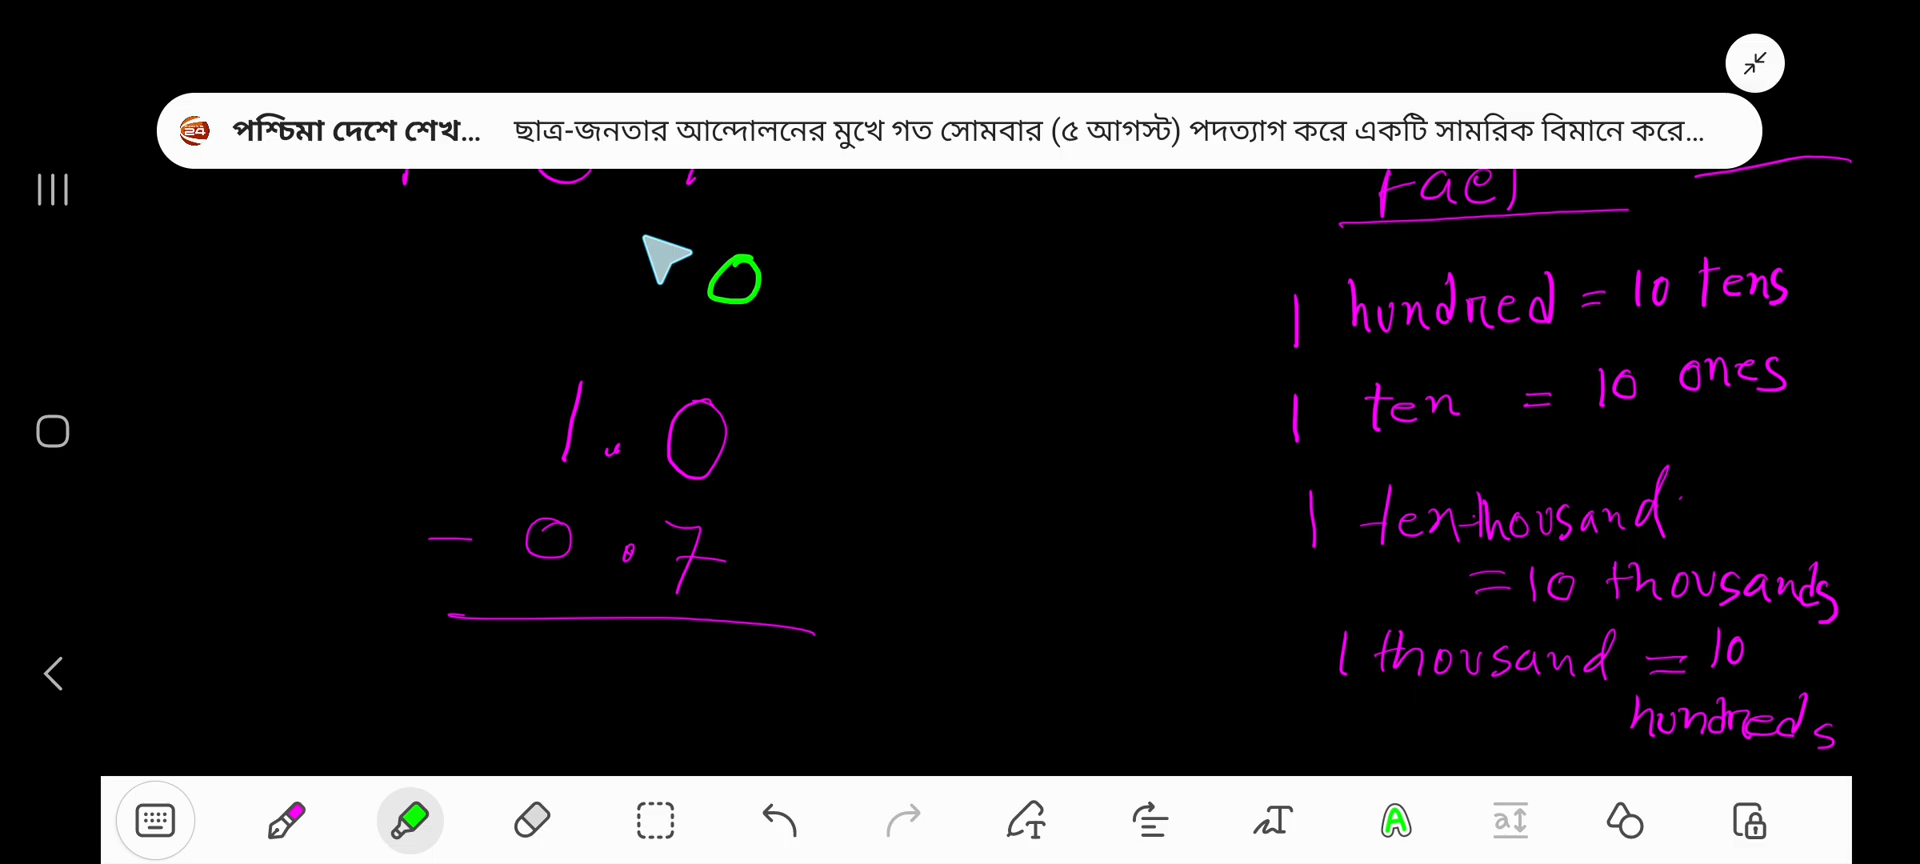 24 পশ্চিমা দেশে শেখ... ছাত্র-জনতার আন্দোলনের মুখে গত সোমবার (৫ আগস্ট) পদত্যাগ করে একটি সামরিক বিমানে করে...
0
1.0
- 0.7
1 hundred = 10 tens
1 ten = 10 ones
1 ten-thousand
= 10 thousands
1 thousand = 10
hundreds